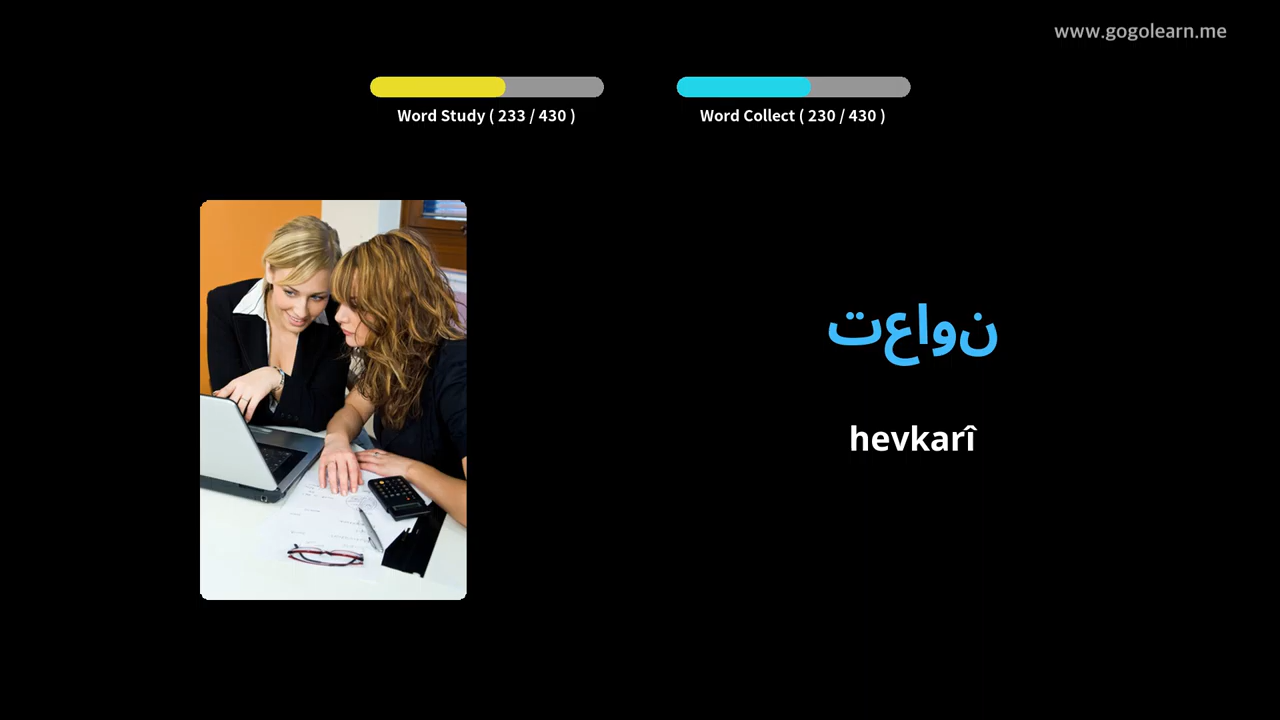 www.gogolearn.me
Word Study ( 233 / 430 )
Word Collect ( 230 / 430 )
تعاون
hevkarî